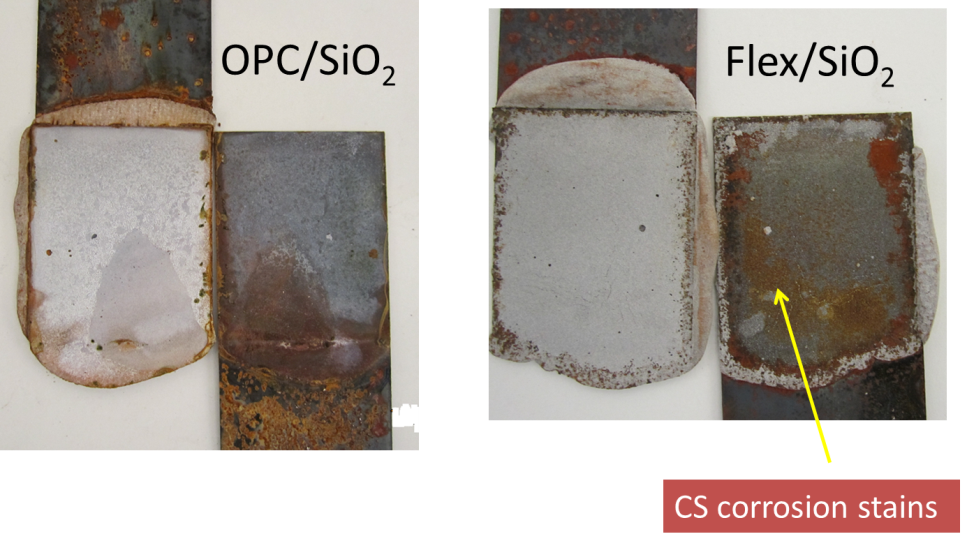 OPC/SiO₂
Flex/SiO₂
CS corrosion stains